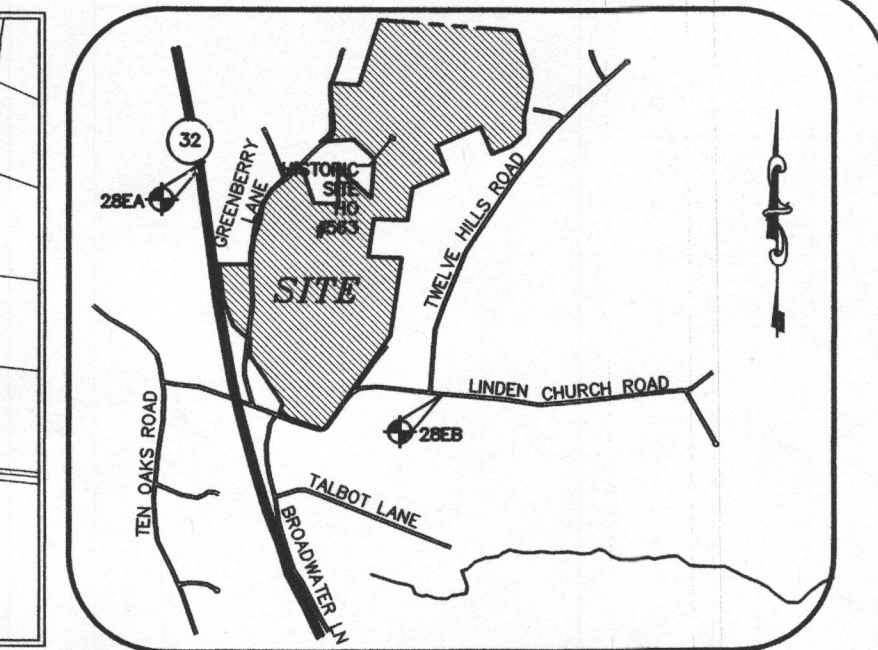 32
28EA
GREENBERRY
LANE
HISTORIC
SITE
HO
#563
SITE
TWELVE HILLS ROAD
LINDEN CHURCH ROAD
28EB
TEN OAKS ROAD
TALBOT LANE
BROADWATER LN